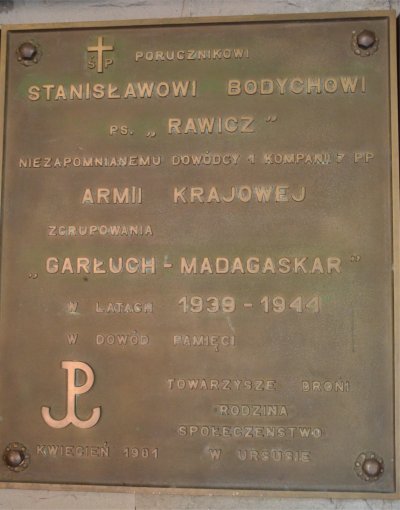 Ś P PORUCZNIKOWI
STANISŁAWOWI BODYCHOWI
PS. „RAWICZ"
NIEZAPOMNIANEMU DOWÓDCY 1 KOMPANII 7 PP
ARMII KRAJOWEJ
ZGRUPOWANIA
„GARŁUCH - MADAGASKAR"
W LATACH 1939 - 1944
W DOWÓD PAMIĘCI
TOWARZYSZE BRONI
RODZINA
SPOŁECZEŃSTWO
W URSUSIE
KWIECIEŃ 1981